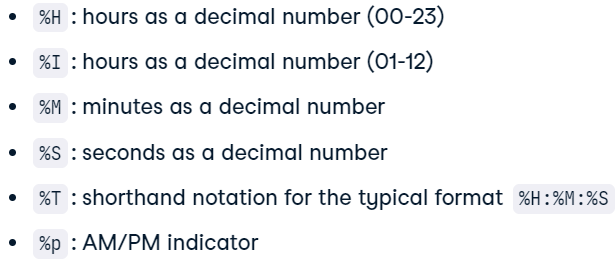 • %H : hours as a decimal number (00-23)
• %I : hours as a decimal number (01-12)
• %M : minutes as a decimal number
• %S : seconds as a decimal number
• %T : shorthand notation for the typical format %H:%M:%S
• %p : AM/PM indicator